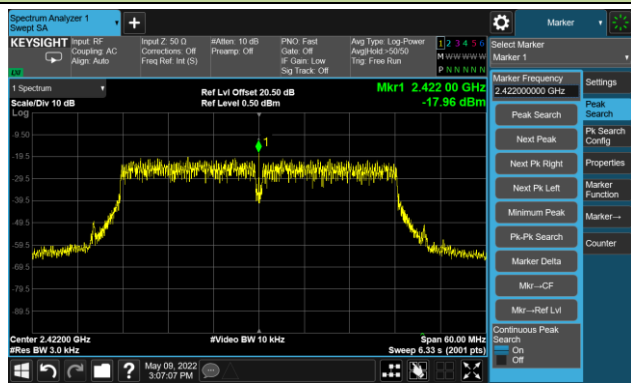 Spectrum Analyzer 1
Swept SA
Marker
KEYSIGHT
Input: RF
Coupling: AC
Align: Auto
Input Z: 50 Ω
Corrections: Off
Freq Ref: Int (S)
#Atten: 10 dB
Preamp: Off
PNO: Fast
Gate: Off
IF Gain: Low
Sig Track: Off
Avg Type: Log-Power
Avg|Hold:>50/50
Trig: Free Run
1 2 3 4 5 6
M W W W W W
P N N N N N
Select Marker
Marker 1
1 Spectrum
Scale/Div 10 dB
Log
Ref Lvl Offset 20.50 dB
Ref Level 0.50 dBm
Mkr1 2.422 00 GHz
-17.96 dBm
1
-9.50
-19.5
-29.5
-39.5
-49.5
-59.5
-69.5
-79.5
-89.5
Center 2.42200 GHz
#Res BW 3.0 kHz
#Video BW 10 kHz
Span 60.00 MHz
Sweep 6.33 s (2001 pts)
Marker Frequency
2.422000000 GHz
Peak Search
Next Peak
Next Pk Right
Next Pk Left
Minimum Peak
Pk-Pk Search
Marker Delta
Mkr→CF
Mkr→Ref Lvl
Continuous Peak
Search
On
Off
Settings
Peak
Search
Pk Search
Config
Properties
Marker
Function
Marker→
Counter
?
May 09, 2022
3:07:07 PM